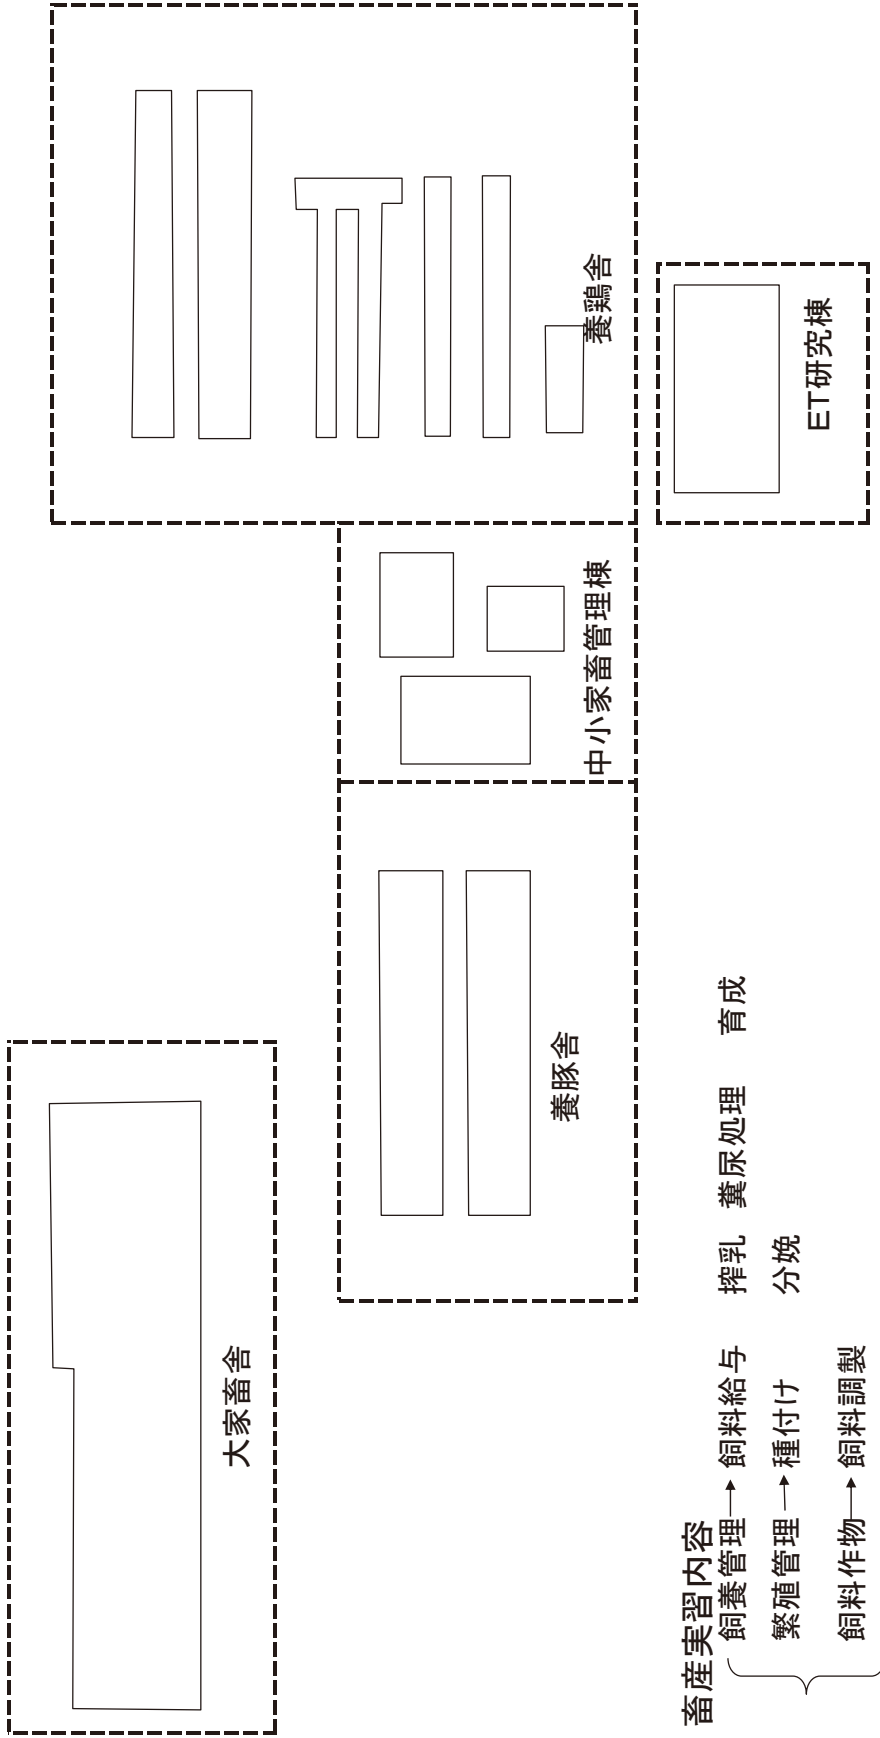 大家畜舎
養豚舎
中小家畜管理棟
養鶏舎
ET研究棟
畜産実習内容
飼養管理 → 飼料給与 搾乳 糞尿処理 育成
繁殖管理 → 種付け 分娩
飼料作物 → 飼料調製